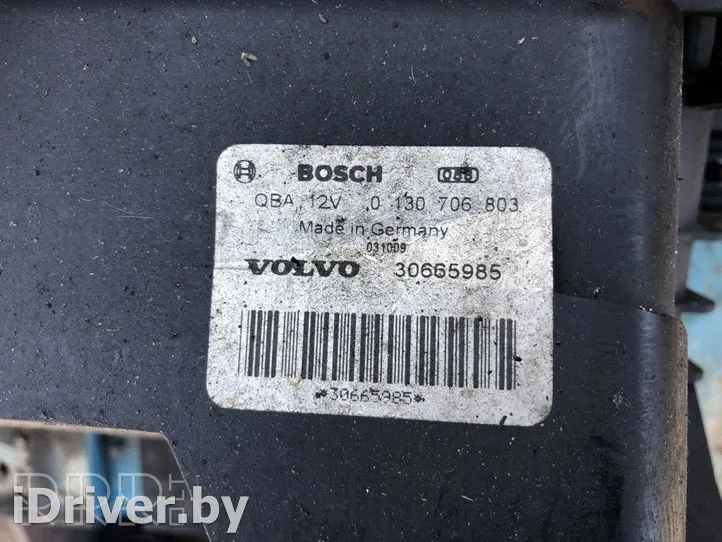 BOSCH
QBA 12V 0 130 706 803
Made in Germany
031009
VOLVO 30665985
*30665985*
iDriver.by